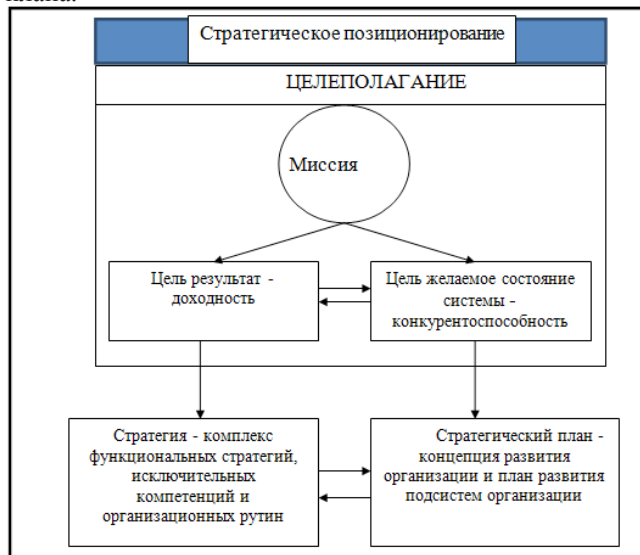 Стратегическое позиционирование
ЦЕЛЕПОЛАГАНИЕ
Миссия
Цель результат -
доходность
Цель желаемое состояние
системы -
конкурентоспособность
Стратегия - комплекс
функциональных стратегий,
исключительных
компетенций и
организационных рутин
Стратегический план -
концепция развития
организации и план развития
подсистем организации